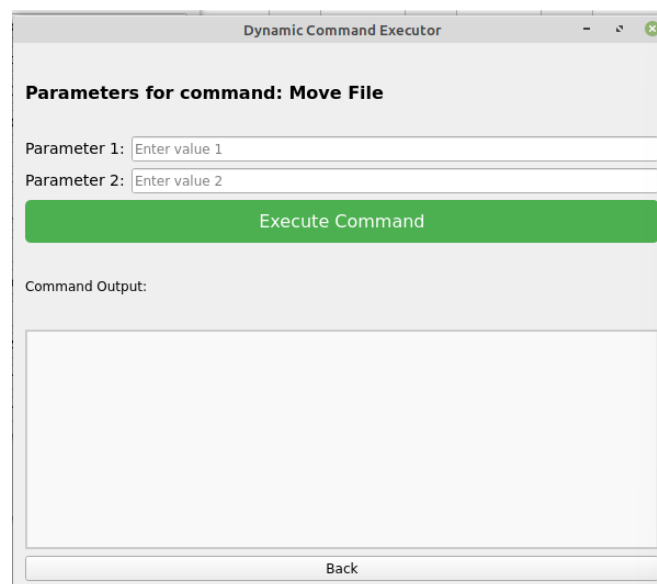 Dynamic Command Executor
Parameters for command: Move File
Parameter 1: Enter value 1
Parameter 2: Enter value 2
Execute Command
Command Output:
Back